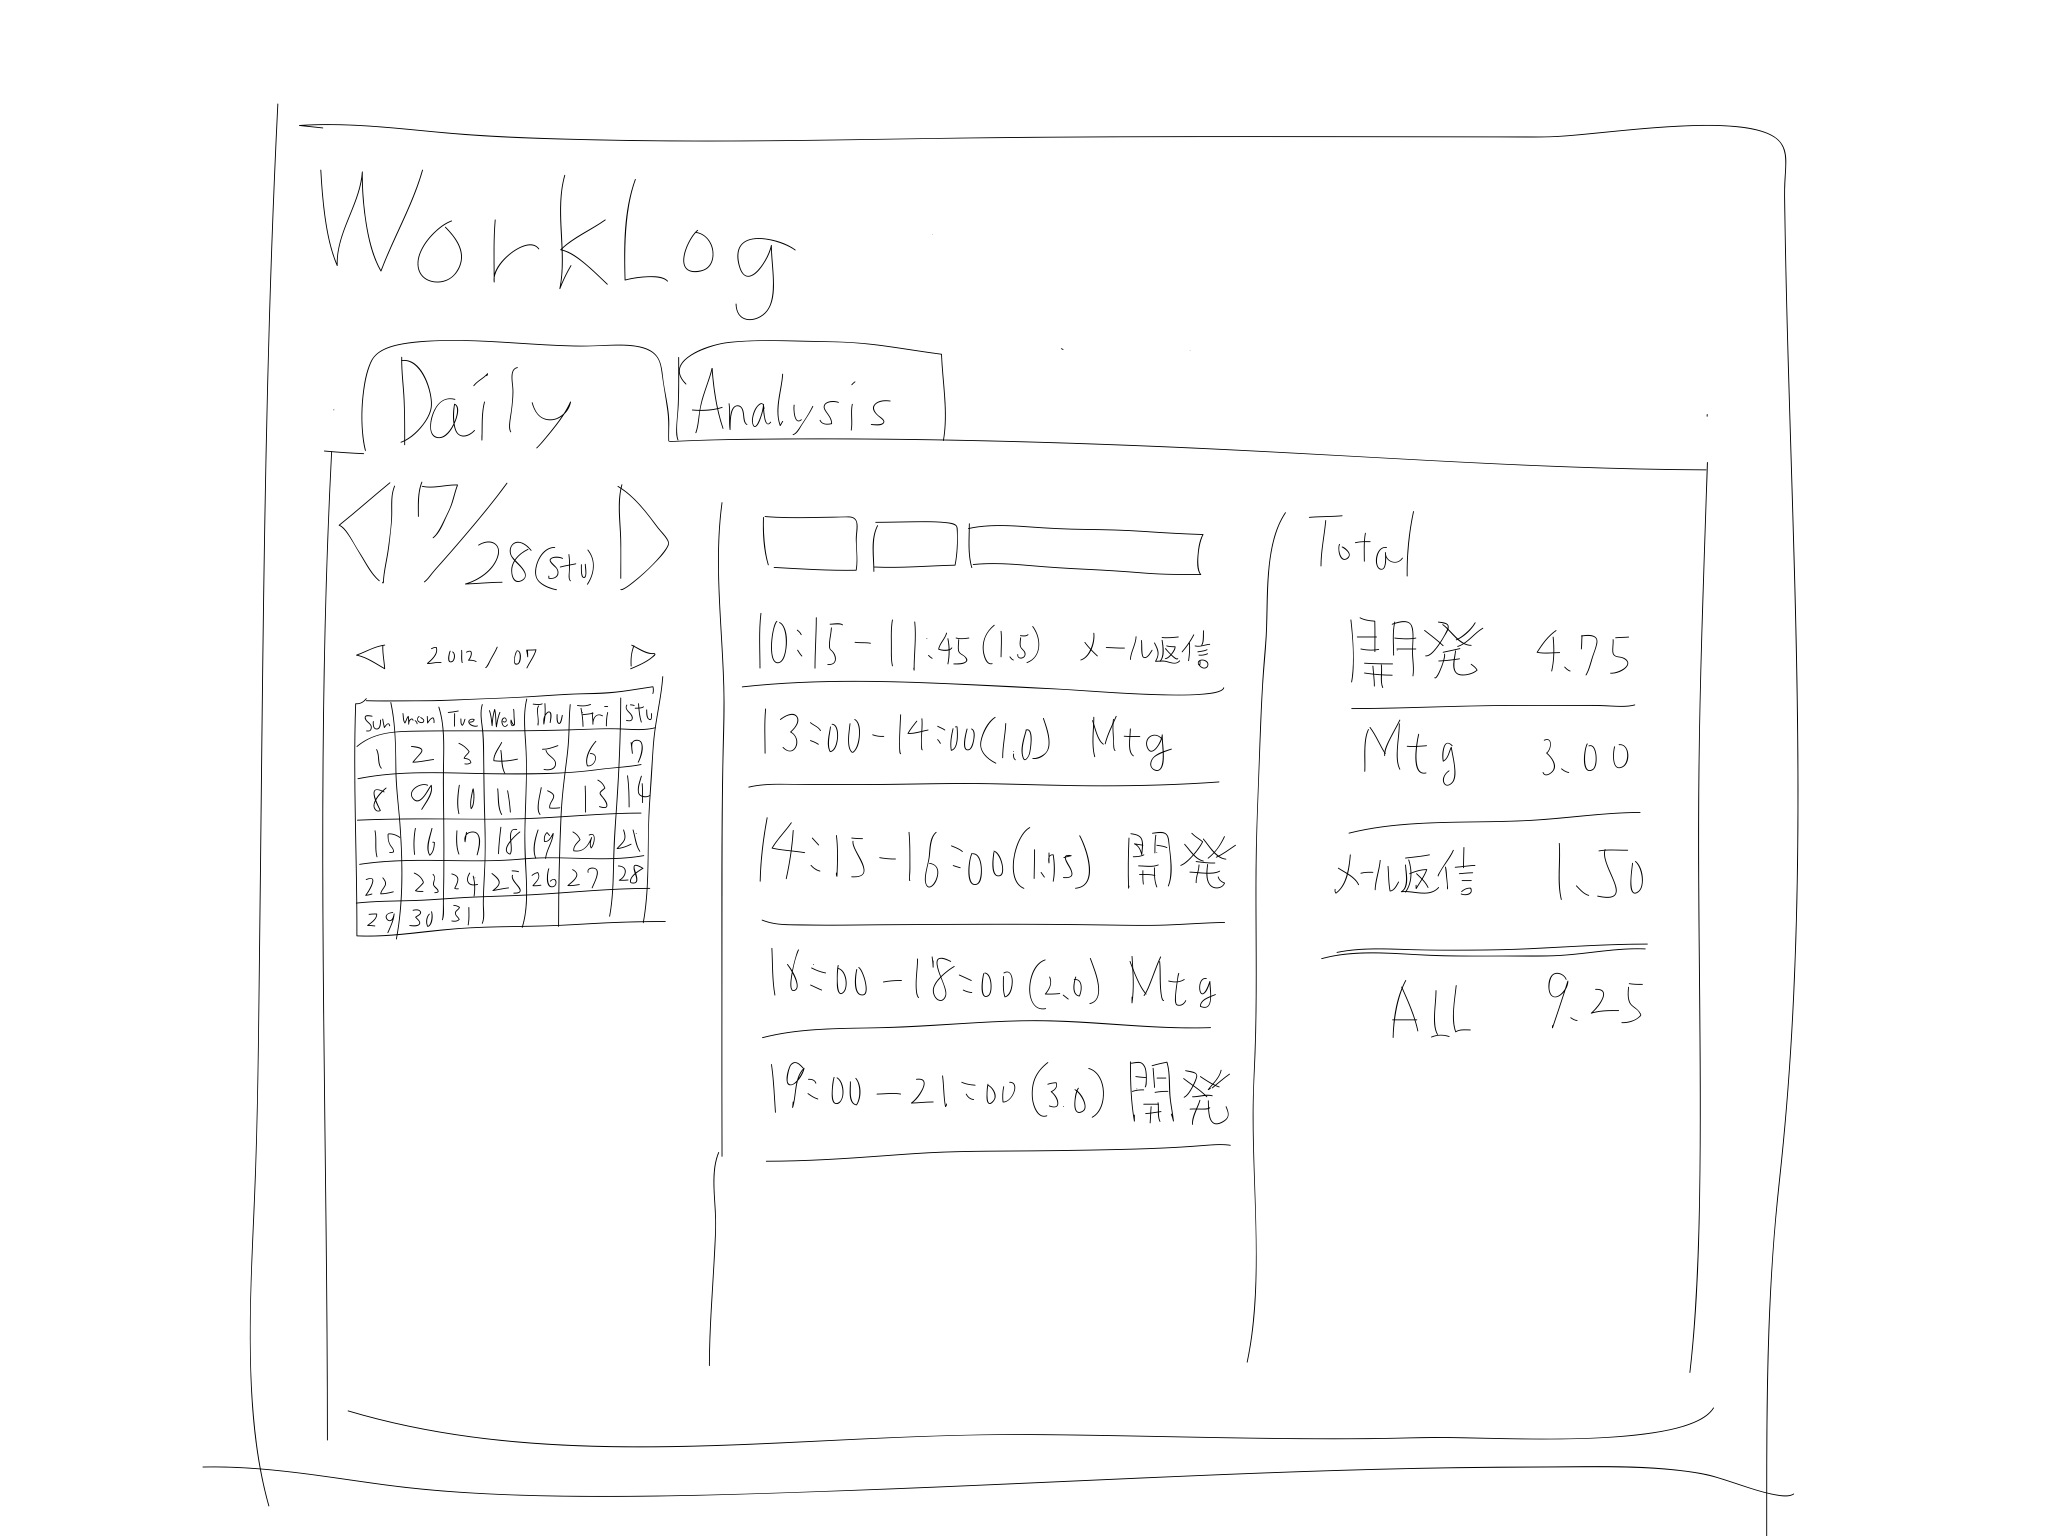 WorkLog
Daily
Analysis
7/28(Stu)
2012/07
Sun mon Tue Wed Thu Fri Stu
1 2 3 4 5 6 7
8 9 10 11 12 13 14
15 16 17 18 19 20 21
22 23 24 25 26 27 28
29 30 31
10:15-11:45(1.5) メール返信
13:00-14:00(1.0) Mtg
14:15-16:00(1.75) 開発
16:00-18:00(2.0) Mtg
19:00-21:00(3.0) 開発
Total
開発 4.75
Mtg 3.00
メール返信 1.50
All 9.25